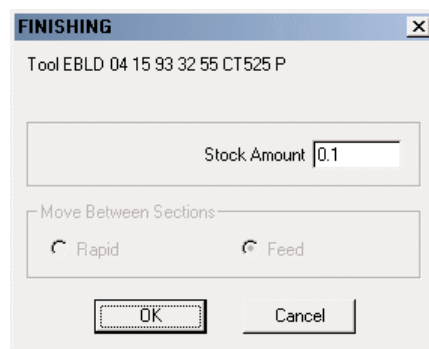 FINISHING
Tool EBLD 04 15 93 32 55 CT525 P
Stock Amount 0.1
Move Between Sections
Rapid Feed
OK Cancel